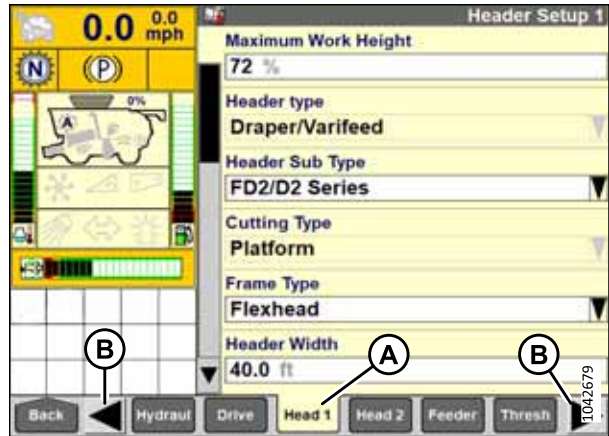 0.0 0.0 mph
Header Setup 1
N
(P)
0%
A
Maximum Work Height
72 %
Header type
Draper/Varifeed
Header Sub Type
FD2/D2 Series
Cutting Type
Platform
Frame Type
Flexhead
Header Width
40.0 ft
B
A
B
1042679
Back
Hydraul
Drive
Head 1
Head 2
Feeder
Thresh